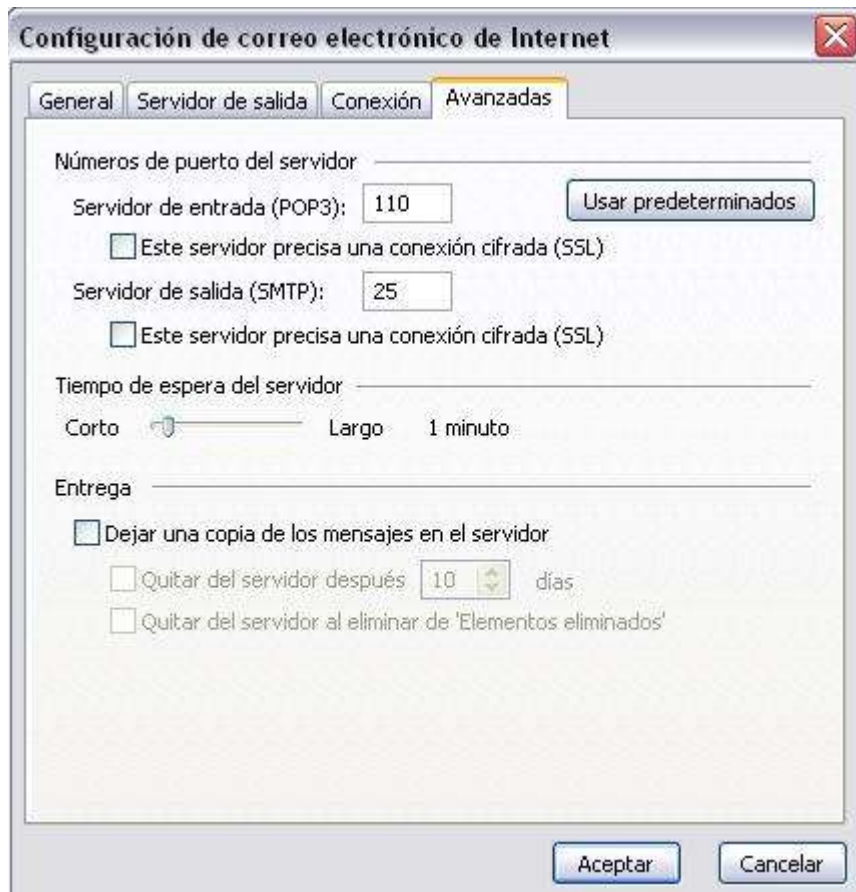 Configuración de correo electrónico de Internet
General Servidor de salida Conexión Avanzadas
Números de puerto del servidor
Servidor de entrada (POP3): 110 Usar predeterminados
Este servidor precisa una conexión cifrada (SSL)
Servidor de salida (SMTP): 25
Este servidor precisa una conexión cifrada (SSL)
Tiempo de espera del servidor
Corto Largo 1 minuto
Entrega
Dejar una copia de los mensajes en el servidor
Quitar del servidor después 10 días
Quitar del servidor al eliminar de 'Elementos eliminados'
Aceptar Cancelar